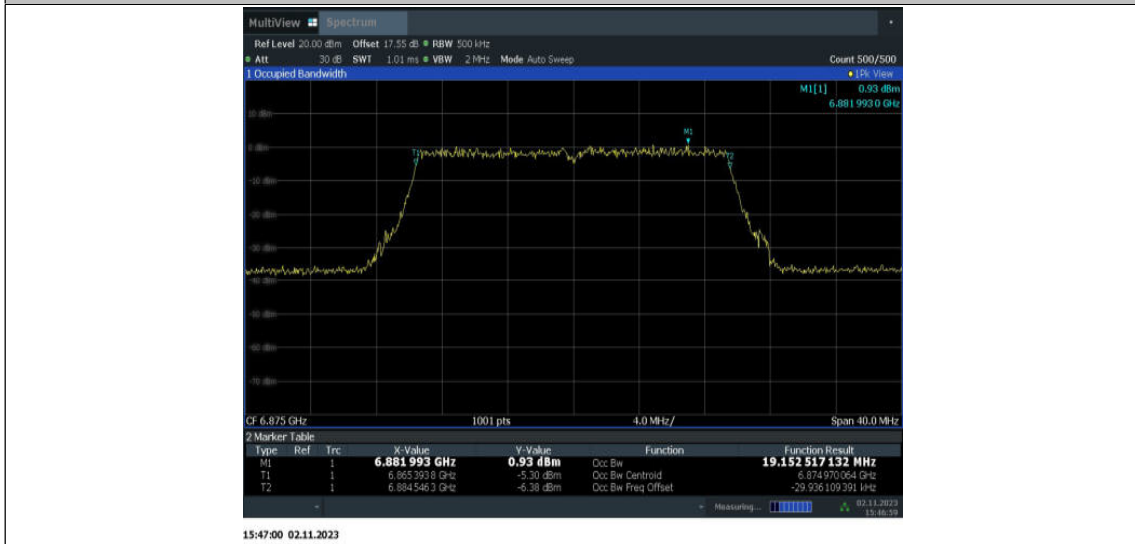 MultiView Spectrum
Ref Level 20.00 dBm Offset 17.55 dB RBW 500 kHz
Att 30 dB SWT 1.01 ms VBW 2 MHz Mode Auto Sweep Count 500/500
1 Occupied Bandwidth 1Pk View
M1[1] 0.93 dBm
6.881 993 0 GHz
10 dBm
M1
0 dBm
T1
T2
-10 dBm
-20 dBm
-30 dBm
-40 dBm
-50 dBm
-60 dBm
-70 dBm
CF 6.875 GHz 1001 pts 4.0 MHz/ Span 40.0 MHz
2 Marker Table
Type Ref Trc X-Value Y-Value Function Function Result
M1 1 6.881 993 GHz 0.93 dBm Occ Bw 19.152 517 132 MHz
T1 1 6.865 393 8 GHz -5.30 dBm Occ Bw Centroid 6.874 970 064 GHz
T2 1 6.884 546 3 GHz -6.38 dBm Occ Bw Freq Offset -29.936 109 391 kHz
Measuring... 02.11.2023
15:46:59
15:47:00 02.11.2023